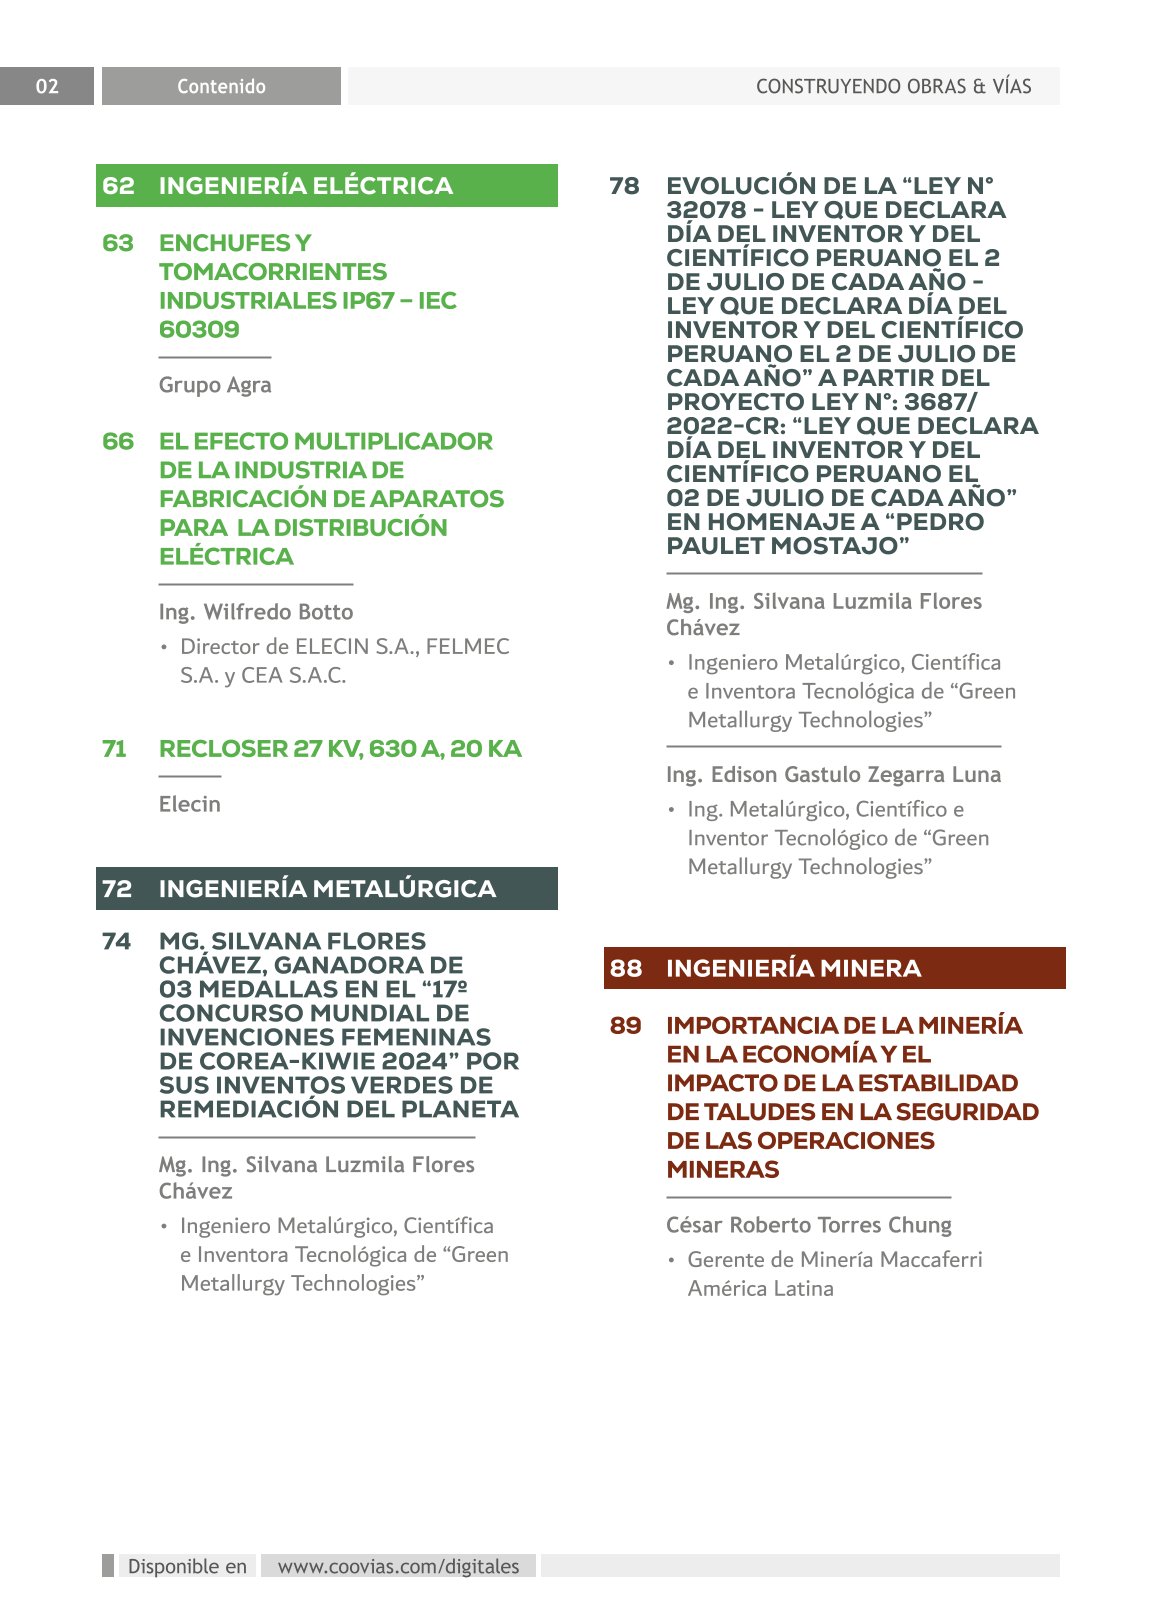 02
Contenido
CONSTRUYENDO OBRAS & VÍAS
62 INGENIERÍA ELÉCTRICA
63 ENCHUFES Y
TOMACORRIENTES
INDUSTRIALES IP67 – IEC
60309
Grupo Agra
66 EL EFECTO MULTIPLICADOR
DE LA INDUSTRIA DE
FABRICACIÓN DE APARATOS
PARA LA DISTRIBUCIÓN
ELÉCTRICA
Ing. Wilfredo Botto
• Director de ELECIN S.A., FELMEC
S.A. y CEA S.A.C.
71 RECLOSER 27 KV, 630 A, 20 KA
Elecin
72 INGENIERÍA METALÚRGICA
74 MG. SILVANA FLORES
CHÁVEZ, GANADORA DE
03 MEDALLAS EN EL “17º
CONCURSO MUNDIAL DE
INVENCIONES FEMENINAS
DE COREA-KIWIE 2024” POR
SUS INVENTOS VERDES DE
REMEDIACIÓN DEL PLANETA
Mg. Ing. Silvana Luzmila Flores
Chávez
• Ingeniero Metalúrgico, Científica
e Inventora Tecnológica de “Green
Metallurgy Technologies”
78 EVOLUCIÓN DE LA “LEY N°
32078 - LEY QUE DECLARA
DÍA DEL INVENTOR Y DEL
CIENTÍFICO PERUANO EL 2
DE JULIO DE CADA AÑO -
LEY QUE DECLARA DÍA DEL
INVENTOR Y DEL CIENTÍFICO
PERUANO EL 2 DE JULIO DE
CADA AÑO” A PARTIR DEL
PROYECTO LEY N°: 3687/
2022-CR: “LEY QUE DECLARA
DÍA DEL INVENTOR Y DEL
CIENTÍFICO PERUANO EL
02 DE JULIO DE CADA AÑO”
EN HOMENAJE A “PEDRO
PAULET MOSTAJO”
Mg. Ing. Silvana Luzmila Flores
Chávez
• Ingeniero Metalúrgico, Científica
e Inventora Tecnológica de “Green
Metallurgy Technologies”
Ing. Edison Gastulo Zegarra Luna
• Ing. Metalúrgico, Científico e
Inventor Tecnológico de “Green
Metallurgy Technologies”
88 INGENIERÍA MINERA
89 IMPORTANCIA DE LA MINERÍA
EN LA ECONOMÍA Y EL
IMPACTO DE LA ESTABILIDAD
DE TALUDES EN LA SEGURIDAD
DE LAS OPERACIONES
MINERAS
César Roberto Torres Chung
• Gerente de Minería Maccaferri
América Latina
Disponible en www.coovias.com/digitales